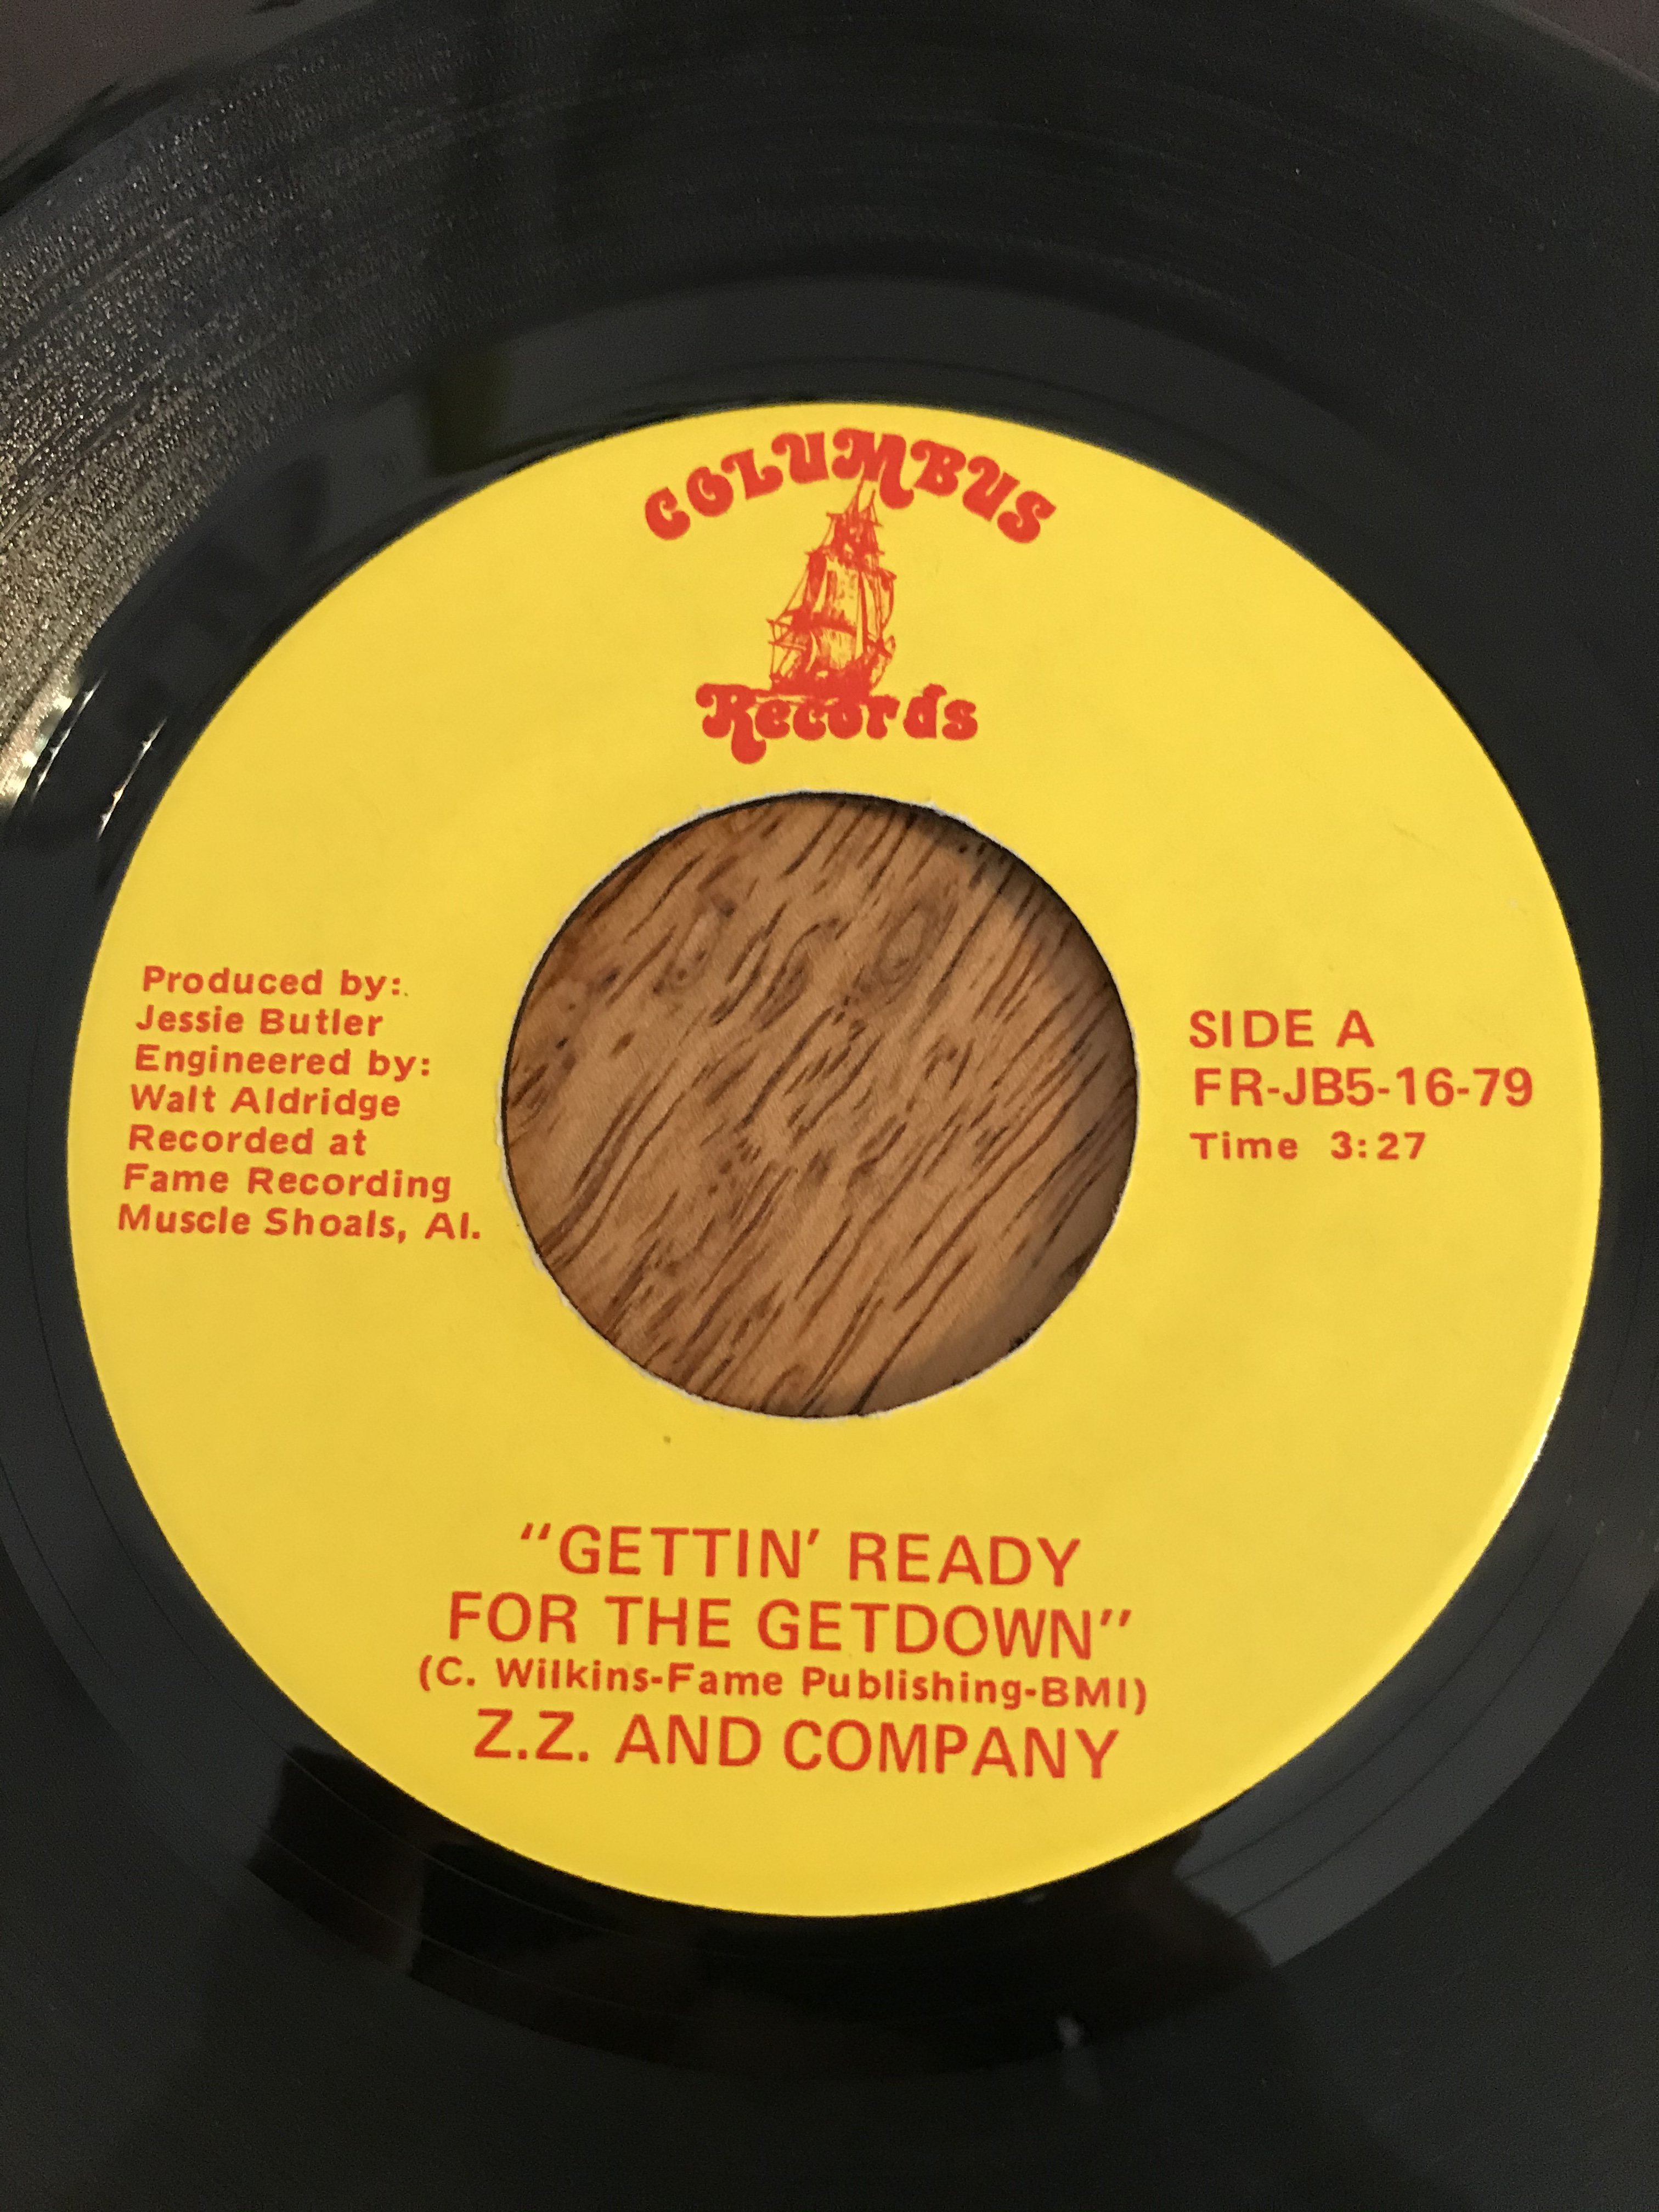 COLUMBUS
Records
Produced by:
Jessie Butler
Engineered by:
Walt Aldridge
Recorded at
Fame Recording
Muscle Shoals, Al.
SIDE A
FR-JB5-16-79
Time 3:27
"GETTIN' READY
FOR THE GETDOWN"
(C. Wilkins-Fame Publishing-BMI)
Z.Z. AND COMPANY